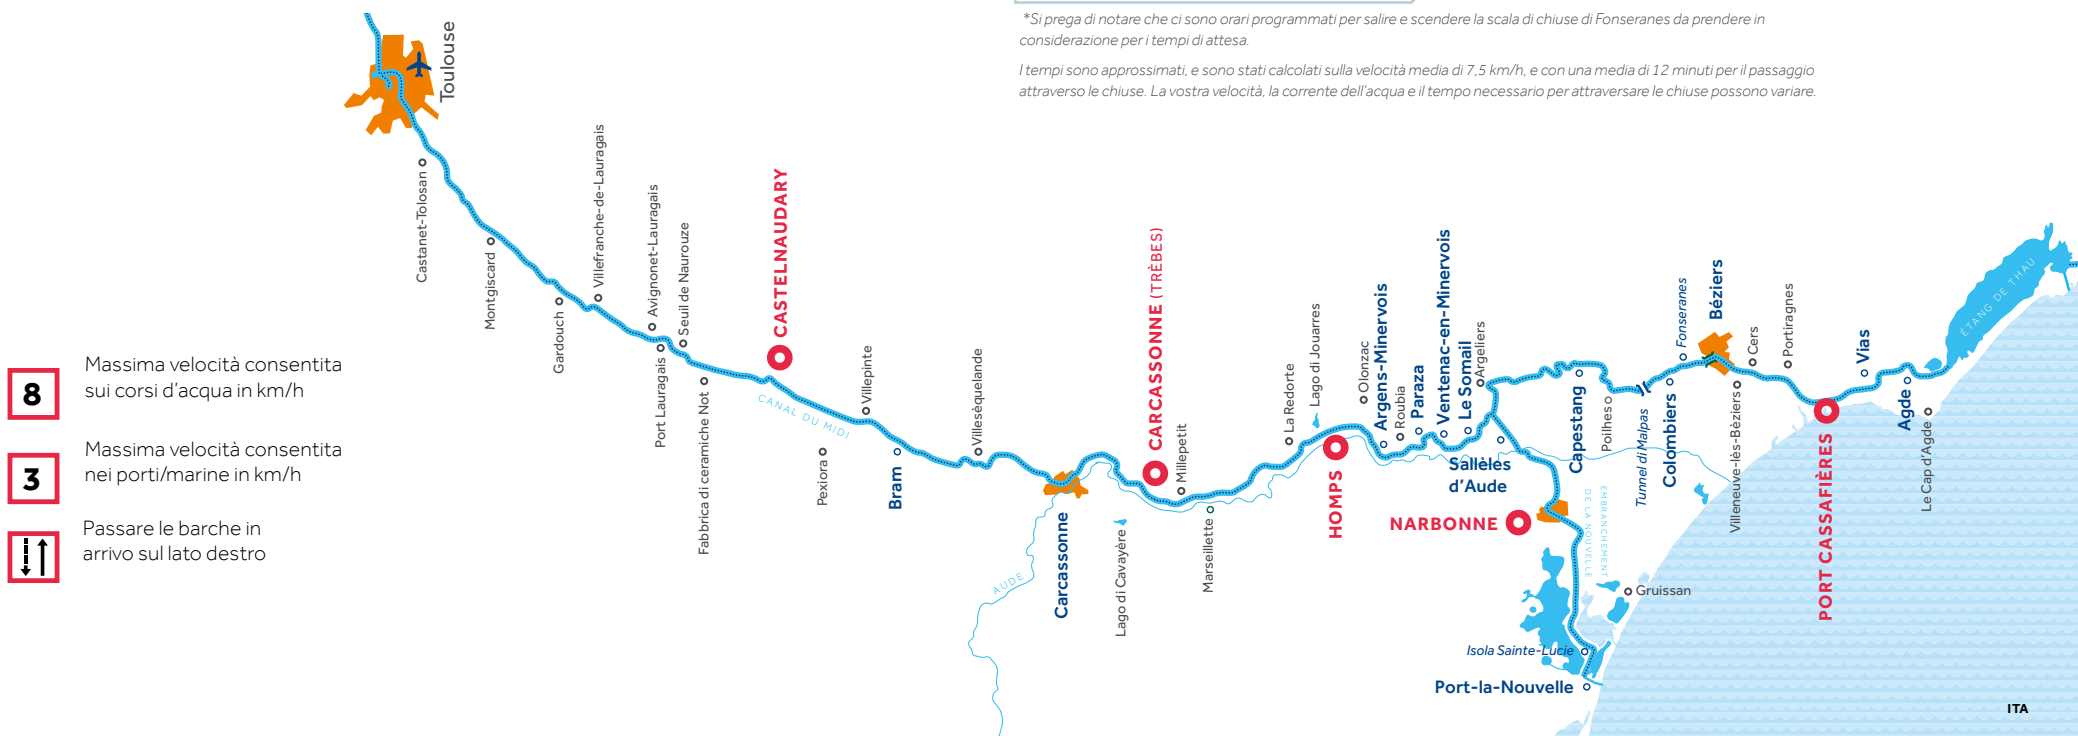 *Si prega di notare che ci sono orari programmati per salire e scendere la scala di chiuse di Fonseranes da prendere in
considerazione per i tempi di attesa.
I tempi sono approssimati, e sono stati calcolati sulla velocità media di 7,5 km/h, e con una media di 12 minuti per il passaggio
attraverso le chiuse. La vostra velocità, la corrente dell'acqua e il tempo necessario per attraversare le chiuse possono variare.
8
Massima velocità consentita
sui corsi d'acqua in km/h
3
Massima velocità consentita
nei porti/marine in km/h
Passare le barche in
arrivo sul lato destro
Toulouse
Castanet-Tolosan
Montgiscard
Gardouch
Villefranche-de-Lauragais
Avignonet-Lauragais
Port Lauragais
Seuil de Naurouze
Fabbrica di ceramiche Not
CASTELNAUDARY
CANAL DU MIDI
Pexiora
Villepinte
Bram
Villesèquelande
Carcassonne
AUDE
Lago di Cavayère
CARCASSONNE (TRÈBES)
Millepetit
Marseillette
La Redorte
Lago di Jouarres
HOMPS
Olonzac
Argens-Minervois
Roubia
Paraza
Ventenac-en-Minervois
Le Somail
Argeliers
Sallèles
d'Aude
NARBONNE
EMBRANCHEMENT
DE LA NOUVELLE
Gruissan
Isola Sainte-Lucie
Port-la-Nouvelle
Capestang
Poilhes
Tunnel di Malpas
Colombiers
Fonseranes
Béziers
Villeneuve-lès-Bèziers
Cers
Portiragnes
PORT CASSAFIÈRES
Vias
Agde
Le Cap d'Agde
ÉTANG DE THAU
ITA